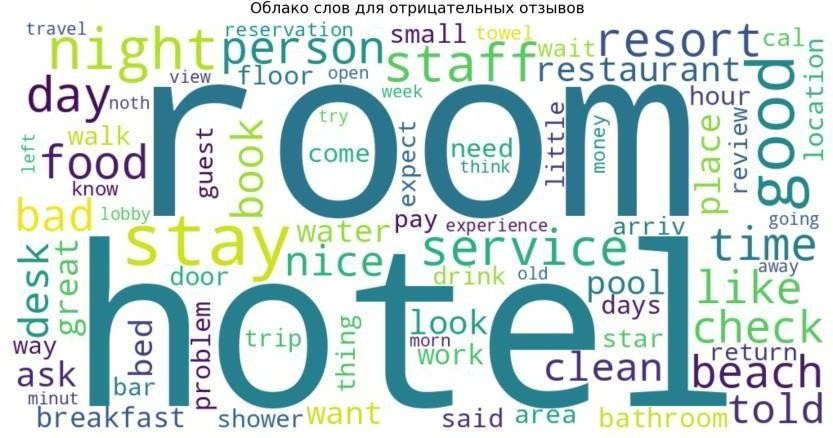 Облако слов для отрицательных отзывов
travel
reservation
small
towel
night
person
wait
resort
cal
staff
restaurant
floor
open
view
day
noth
week
hour
good
location
try
walk
left
food
guest
book
room
come
expect
need
think
little
money
place
review
know
bad
lobby
pay
experience
arriv
going
stay
water
nice
service
time
away
desk
great
door
drink
old
pool
days
like
hotel
trip
thing
look
morn
work
star
check
way
bed
problem
clean
return
beach
ask
minut
bar
breakfast
shower
want
said
area
bathroom
told